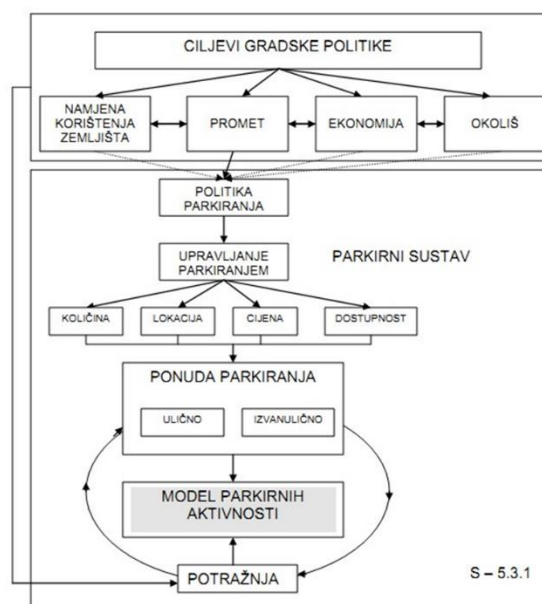 CILJEVI GRADSKE POLITIKE
NAMJENA
KORIŠTENJA
ZEMLJIŠTA
PROMET
EKONOMIJA
OKOLIŠ
POLITIKA
PARKIRANJA
UPRAVLJANJE
PARKIRANJEM
PARKIRNI SUSTAV
KOLIČINA
LOKACIJA
CIJENA
DOSTUPNOST
PONUDA PARKIRANJA
ULIČNO
IZVANULIČNO
MODEL PARKIRNIH
AKTIVNOSTI
POTRAŽNJA
S – 5.3.1